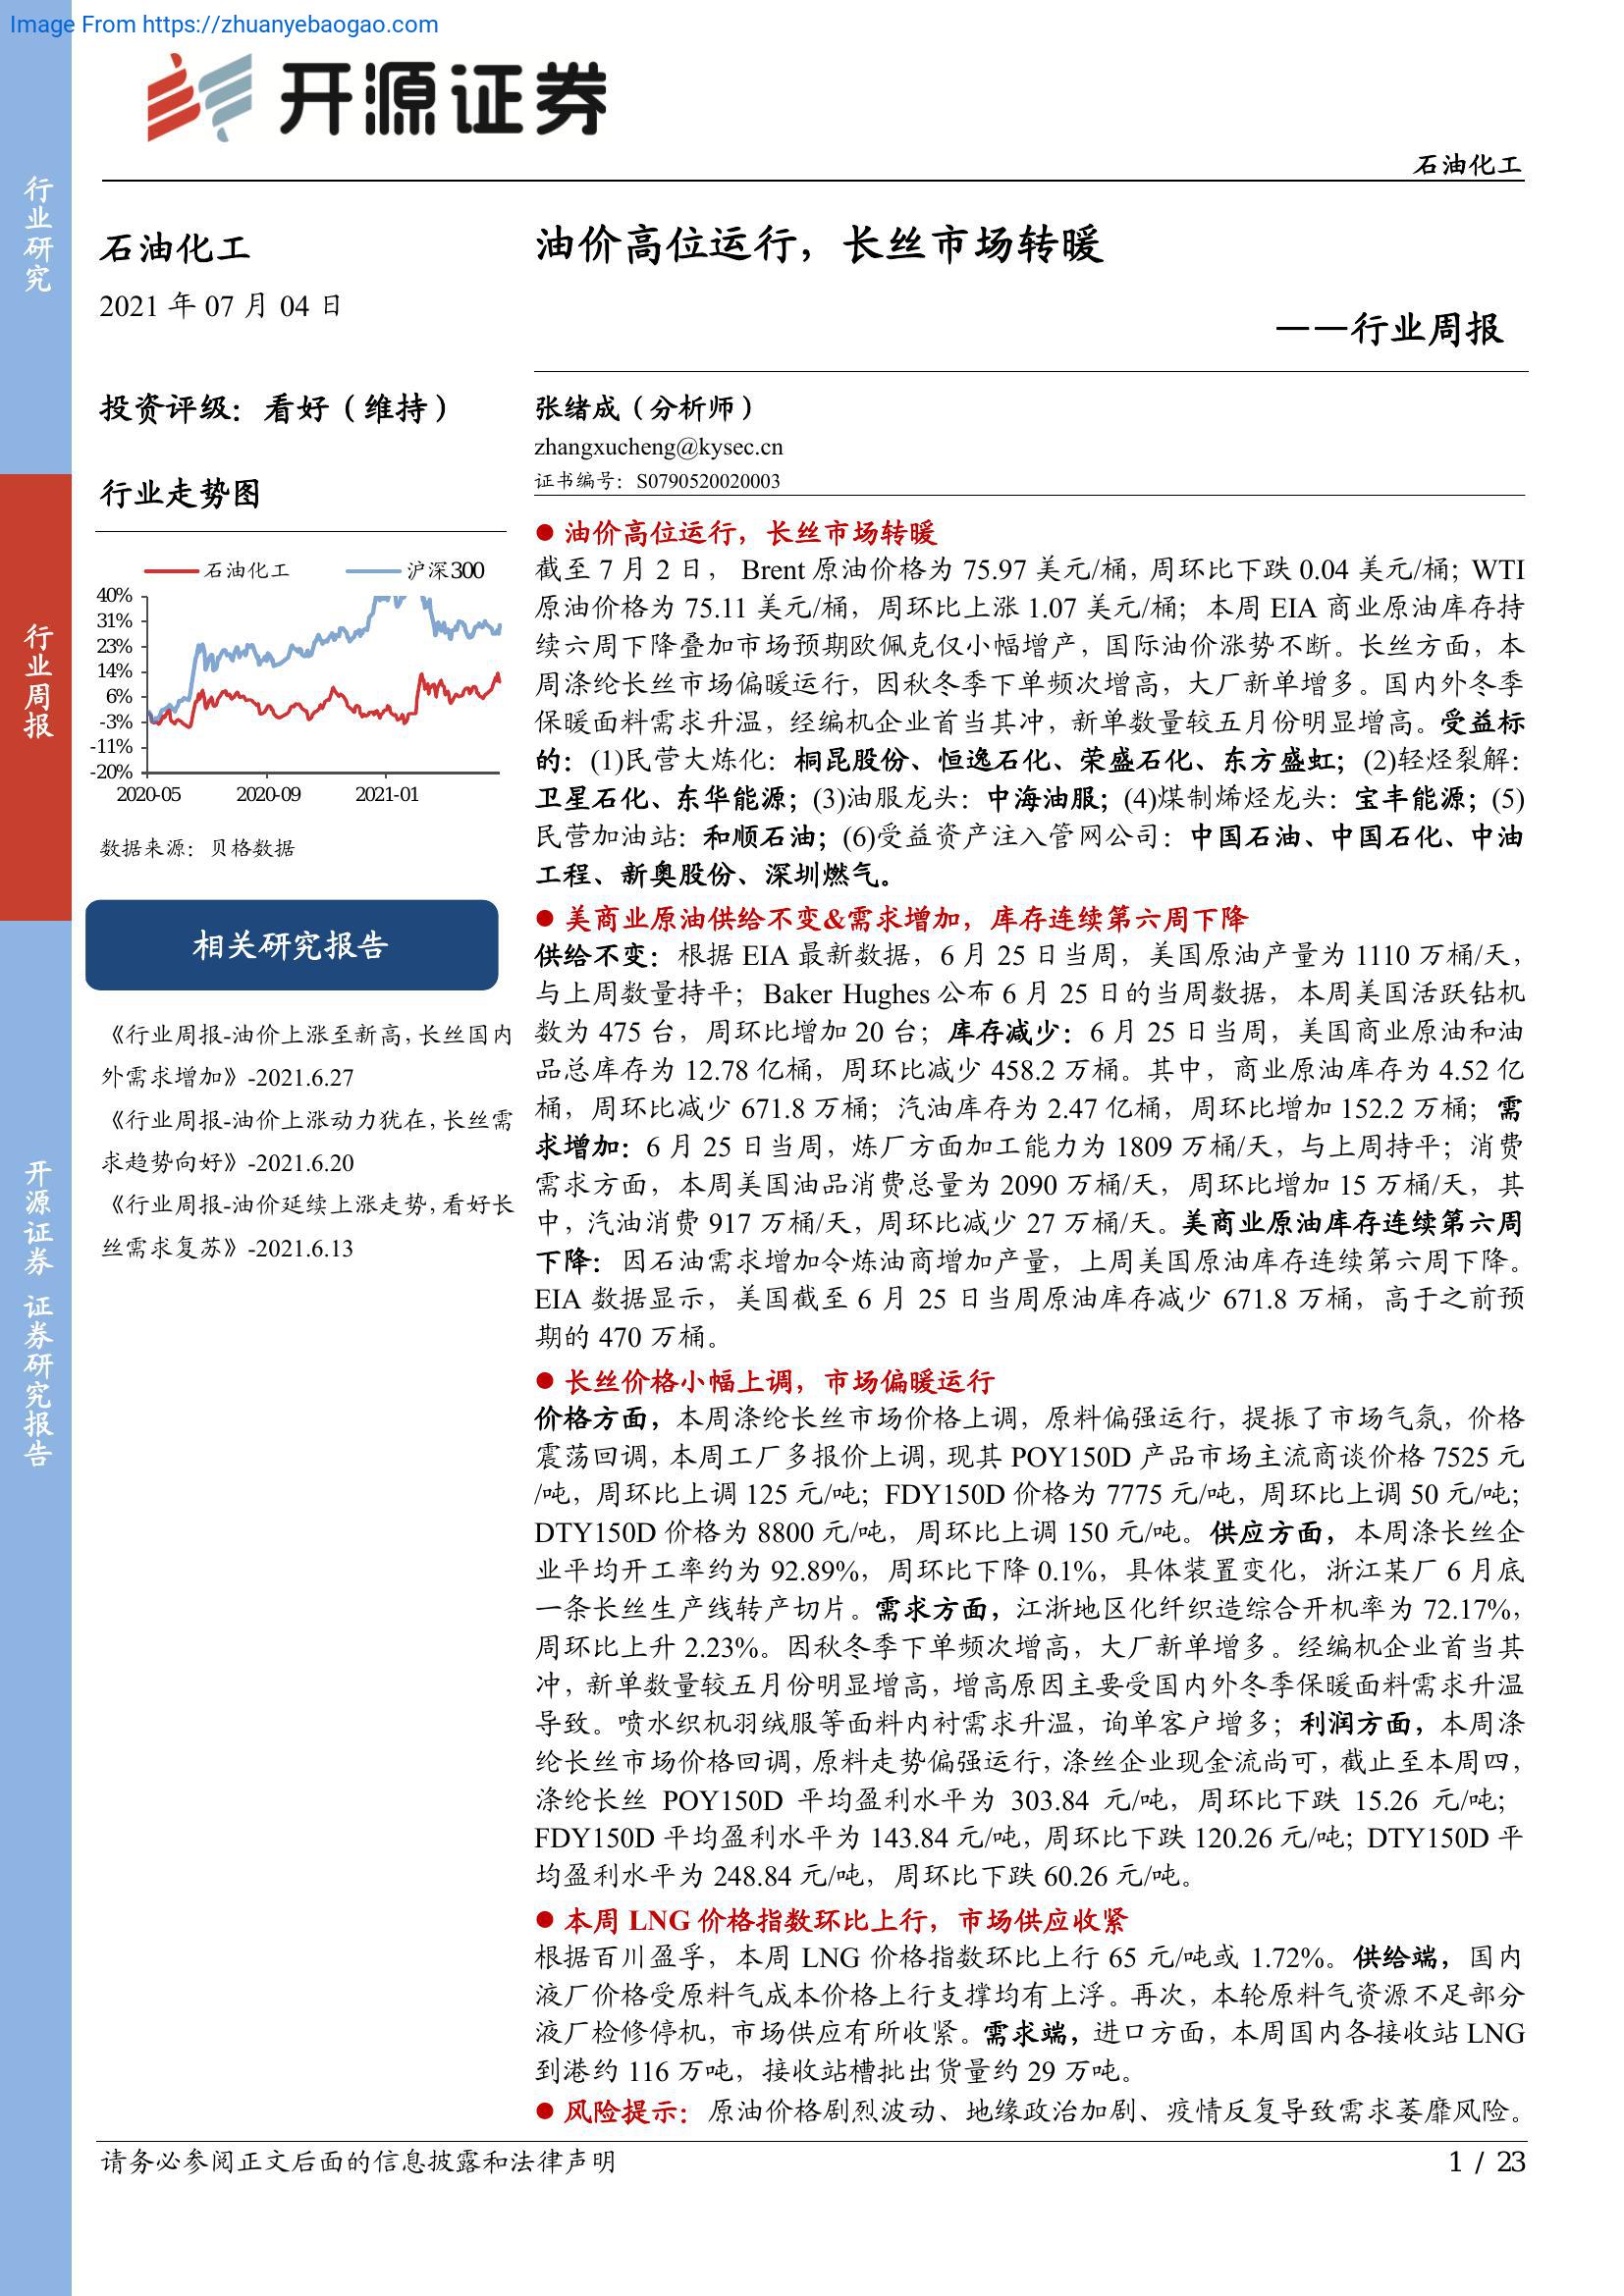 Image From https://zhuanyebaogao.com
开源证券
石油化工
行业研究
行业周报
开源证券 证券研究报告
石油化工
2021 年 07 月 04 日
投资评级：看好（维持）
行业走势图
石油化工 沪深300
40%
31%
23%
14%
6%
-3%
-11%
-20%
2020-05 2020-09 2021-01
数据来源：贝格数据
相关研究报告
《行业周报-油价上涨至新高，长丝国内
外需求增加》-2021.6.27
《行业周报-油价上涨动力犹在，长丝需
求趋势向好》-2021.6.20
《行业周报-油价延续上涨走势，看好长
丝需求复苏》-2021.6.13
油价高位运行，长丝市场转暖
——行业周报
张绪成（分析师）
zhangxucheng@kysec.cn
证书编号：S0790520020003
● 油价高位运行，长丝市场转暖
截至 7 月 2 日， Brent 原油价格为 75.97 美元/桶，周环比下跌 0.04 美元/桶；WTI
原油价格为 75.11 美元/桶，周环比上涨 1.07 美元/桶；本周 EIA 商业原油库存持
续六周下降叠加市场预期欧佩克仅小幅增产，国际油价涨势不断。长丝方面，本
周涤纶长丝市场偏暖运行，因秋冬季下单频次增高，大厂新单增多。国内外冬季
保暖面料需求升温，经编机企业首当其冲，新单数量较五月份明显增高。受益标
的：(1)民营大炼化：桐昆股份、恒逸石化、荣盛石化、东方盛虹；(2)轻烃裂解：
卫星石化、东华能源；(3)油服龙头：中海油服；(4)煤制烯烃龙头：宝丰能源；(5)
民营加油站：和顺石油；(6)受益资产注入管网公司：中国石油、中国石化、中油
工程、新奥股份、深圳燃气。
● 美商业原油供给不变&需求增加，库存连续第六周下降
供给不变：根据 EIA 最新数据，6 月 25 日当周，美国原油产量为 1110 万桶/天，
与上周数量持平；Baker Hughes 公布 6 月 25 日的当周数据，本周美国活跃钻机
数为 475 台，周环比增加 20 台；库存减少：6 月 25 日当周，美国商业原油和油
品总库存为 12.78 亿桶，周环比减少 458.2 万桶。其中，商业原油库存为 4.52 亿
桶，周环比减少 671.8 万桶；汽油库存为 2.47 亿桶，周环比增加 152.2 万桶；需
求增加：6 月 25 日当周，炼厂方面加工能力为 1809 万桶/天，与上周持平；消费
需求方面，本周美国油品消费总量为 2090 万桶/天，周环比增加 15 万桶/天，其
中，汽油消费 917 万桶/天，周环比减少 27 万桶/天。美商业原油库存连续第六周
下降：因石油需求增加令炼油商增加产量，上周美国原油库存连续第六周下降。
EIA 数据显示，美国截至 6 月 25 日当周原油库存减少 671.8 万桶，高于之前预
期的 470 万桶。
● 长丝价格小幅上调，市场偏暖运行
价格方面，本周涤纶长丝市场价格上调，原料偏强运行，提振了市场气氛，价格
震荡回调，本周工厂多报价上调，现其 POY150D 产品市场主流商谈价格 7525 元
/吨，周环比上调 125 元/吨；FDY150D 价格为 7775 元/吨，周环比上调 50 元/吨；
DTY150D 价格为 8800 元/吨，周环比上调 150 元/吨。供应方面，本周涤长丝企
业平均开工率约为 92.89%，周环比下降 0.1%，具体装置变化，浙江某厂 6 月底
一条长丝生产线转产切片。需求方面，江浙地区化纤织造综合开机率为 72.17%，
周环比上升 2.23%。因秋冬季下单频次增高，大厂新单增多。经编机企业首当其
冲，新单数量较五月份明显增高，增高原因主要受国内外冬季保暖面料需求升温
导致。喷水织机羽绒服等面料内衬需求升温，询单客户增多；利润方面，本周涤
纶长丝市场价格回调，原料走势偏强运行，涤丝企业现金流尚可，截止至本周四，
涤纶长丝 POY150D 平均盈利水平为 303.84 元/吨，周环比下跌 15.26 元/吨；
FDY150D 平均盈利水平为 143.84 元/吨，周环比下跌 120.26 元/吨；DTY150D 平
均盈利水平为 248.84 元/吨，周环比下跌 60.26 元/吨。
● 本周 LNG 价格指数环比上行，市场供应收紧
根据百川盈孚，本周 LNG 价格指数环比上行 65 元/吨或 1.72%。供给端，国内
液厂价格受原料气成本价格上行支撑均有上浮。再次，本轮原料气资源不足部分
液厂检修停机，市场供应有所收紧。需求端，进口方面，本周国内各接收站 LNG
到港约 116 万吨，接收站槽批出货量约 29 万吨。
● 风险提示：原油价格剧烈波动、地缘政治加剧、疫情反复导致需求萎靡风险。
请务必参阅正文后面的信息披露和法律声明
1 / 23